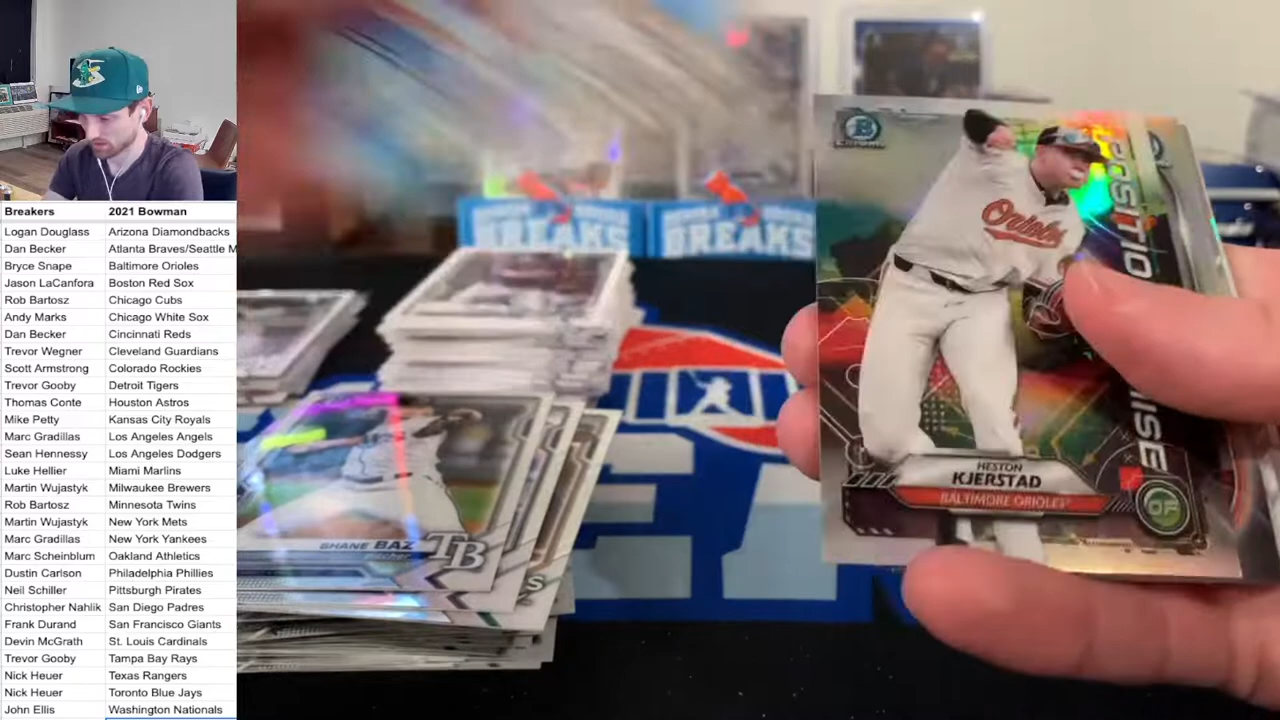 Breakers 2021 Bowman
Logan Douglass Arizona Diamondbacks
Dan Becker Atlanta Braves/Seattle M
Bryce Snape Baltimore Orioles
Jason LaCanfora Boston Red Sox
Rob Bartosz Chicago Cubs
Andy Marks Chicago White Sox
Dan Becker Cincinnati Reds
Trevor Wegner Cleveland Guardians
Scott Armstrong Colorado Rockies
Trevor Gooby Detroit Tigers
Thomas Conte Houston Astros
Mike Petty Kansas City Royals
Marc Gradillas Los Angeles Angels
Sean Hennessy Los Angeles Dodgers
Luke Hellier Miami Marlins
Martin Wujastyk Milwaukee Brewers
Rob Bartosz Minnesota Twins
Martin Wujastyk New York Mets
Marc Gradillas New York Yankees
Marc Scheinblum Oakland Athletics
Dustin Carlson Philadelphia Phillies
Neil Schiller Pittsburgh Pirates
Christopher Nahlik San Diego Padres
Frank Durand San Francisco Giants
Devin McGrath St. Louis Cardinals
Trevor Gooby Tampa Bay Rays
Nick Heuer Texas Rangers
Nick Heuer Toronto Blue Jays
John Ellis Washington Nationals
BREAKS BREAKS
SHANE BAZ
Pitcher
TB
B
CHROME
Orioles
POSITIO
ISE
HESTON
KJERSTAD
BALTIMORE ORIOLES
OF